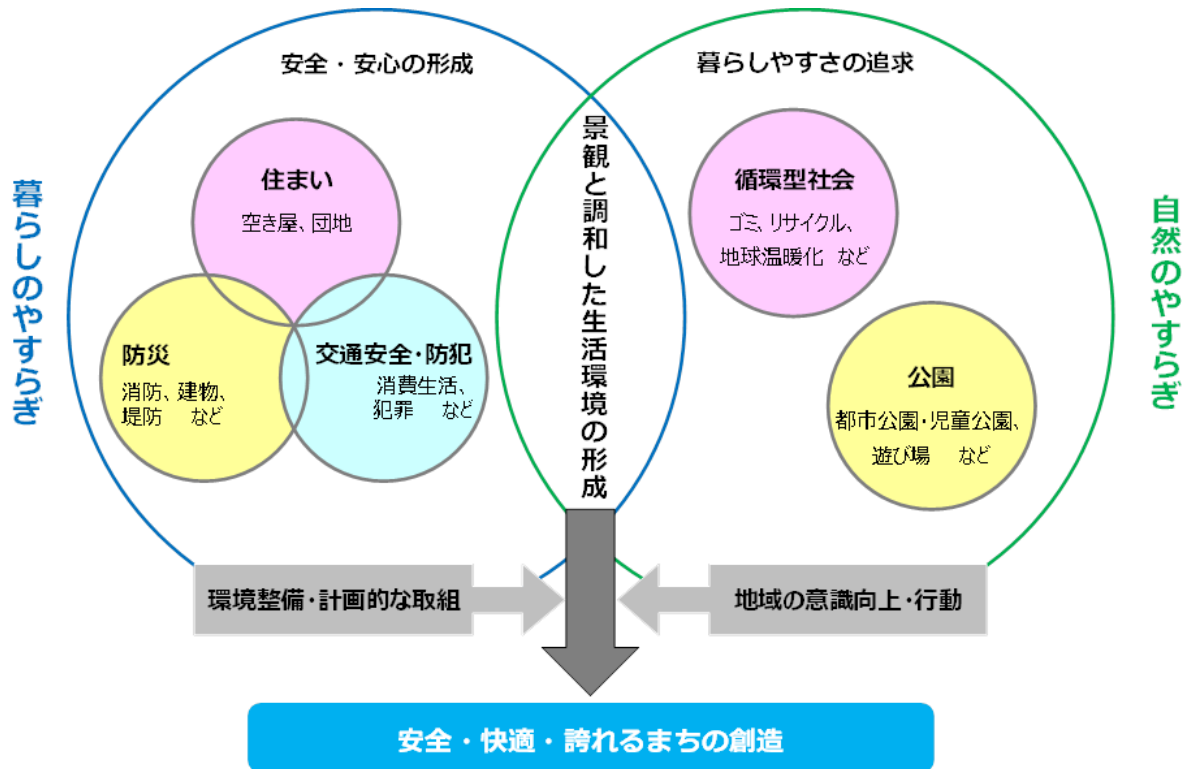 安全・安心の形成
暮らしやすさの追求
暮らしのやすらぎ
住まい
空き屋、団地
防災
消防、建物、
堤防 など
交通安全・防犯
消費生活、
犯罪 など
景観と調和した生活環境の形成
循環型社会
ゴミ、リサイクル、
地球温暖化 など
公園
都市公園・児童公園、
遊び場 など
自然のやすらぎ
環境整備・計画的な取組
地域の意識向上・行動
安全・快適・誇れるまちの創造